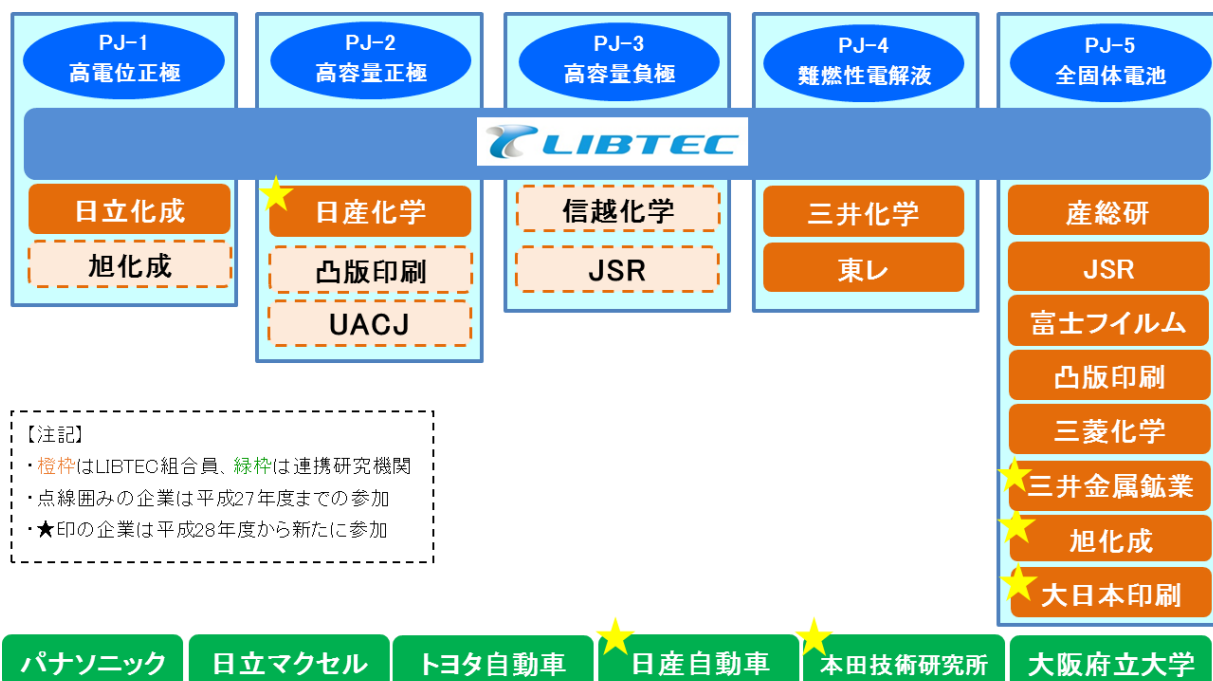 PJ-1
高電位正極
PJ-2
高容量正極
PJ-3
高容量負極
PJ-4
難燃性電解液
PJ-5
全固体電池
LIBTEC
日立化成
旭化成
日産化学
凸版印刷
UACJ
信越化学
JSR
三井化学
東レ
産総研
JSR
富士フイルム
凸版印刷
三菱化学
三井金属鉱業
旭化成
大日本印刷
【注記】
・橙枠はLIBTEC組合員、緑枠は連携研究機関
・点線囲みの企業は平成27年度までの参加
・★印の企業は平成28年度から新たに参加
パナソニック
日立マクセル
トヨタ自動車
日産自動車
本田技術研究所
大阪府立大学